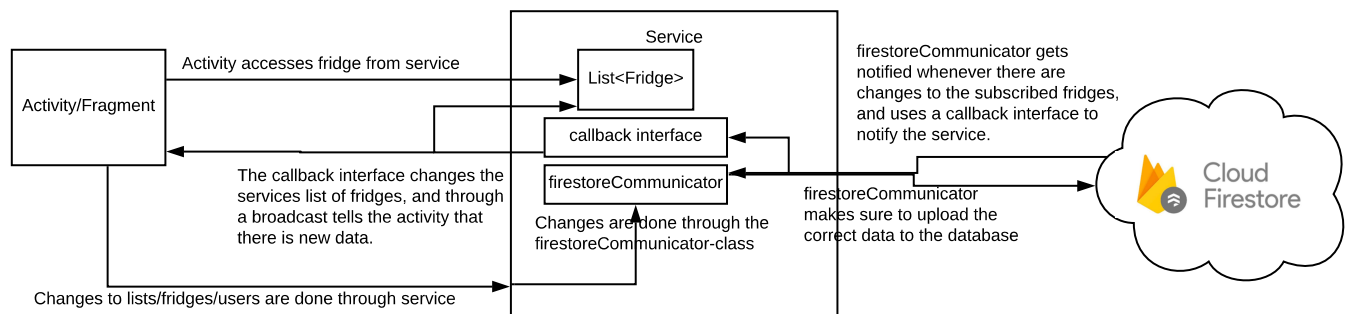 Service
Activity accesses fridge from service
List<Fridge>
Activity/Fragment
callback interface
firestoreCommunicator
The callback interface changes the
services list of fridges, and through
a broadcast tells the activity that
there is new data.
Changes are done through the
firestoreCommunicator-class
Changes to lists/fridges/users are done through service
firestoreCommunicator gets
notified whenever there are
changes to the subscribed fridges,
and uses a callback interface to
notify the service.
firestoreCommunicator
makes sure to upload the
correct data to the database
Cloud
Firestore